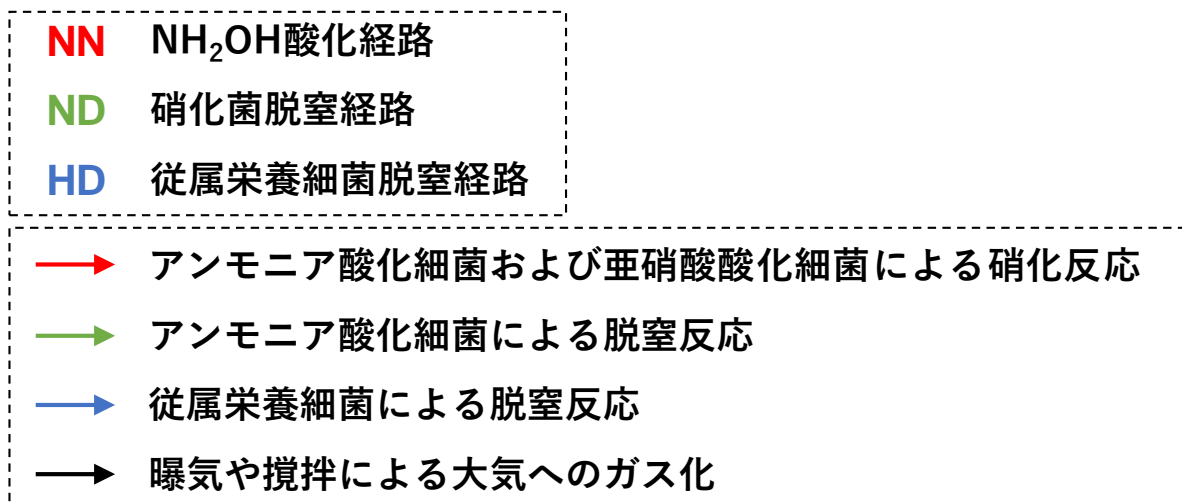 NN NH₂OH酸化経路
ND 硝化菌脱窒経路
HD 従属栄養細菌脱窒経路
アンモニア酸化細菌および亜硝酸酸化細菌による硝化反応
アンモニア酸化細菌による脱窒反応
従属栄養細菌による脱窒反応
曝気や撹拌による大気へのガス化